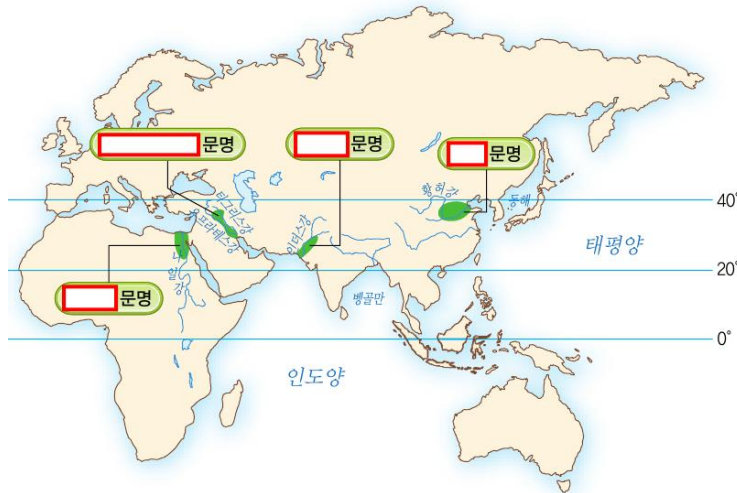 문명
문명
문명
황허강
동해
40°
티그리스강
유프라테스강
인더스강
태평양
나일강
20°
문명
벵골만
0°
인도양